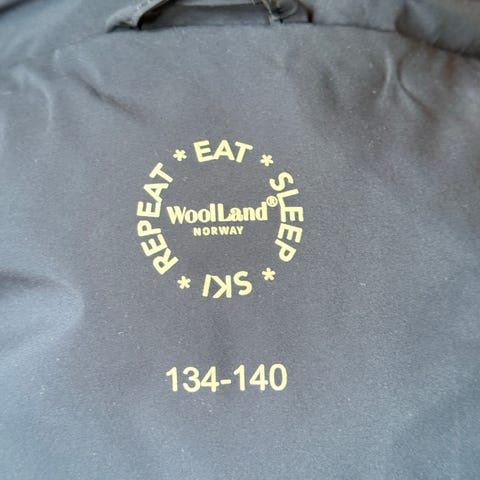 * EAT * SLEEP * SKI * REPEAT
WoolLand®
NORWAY
134-140